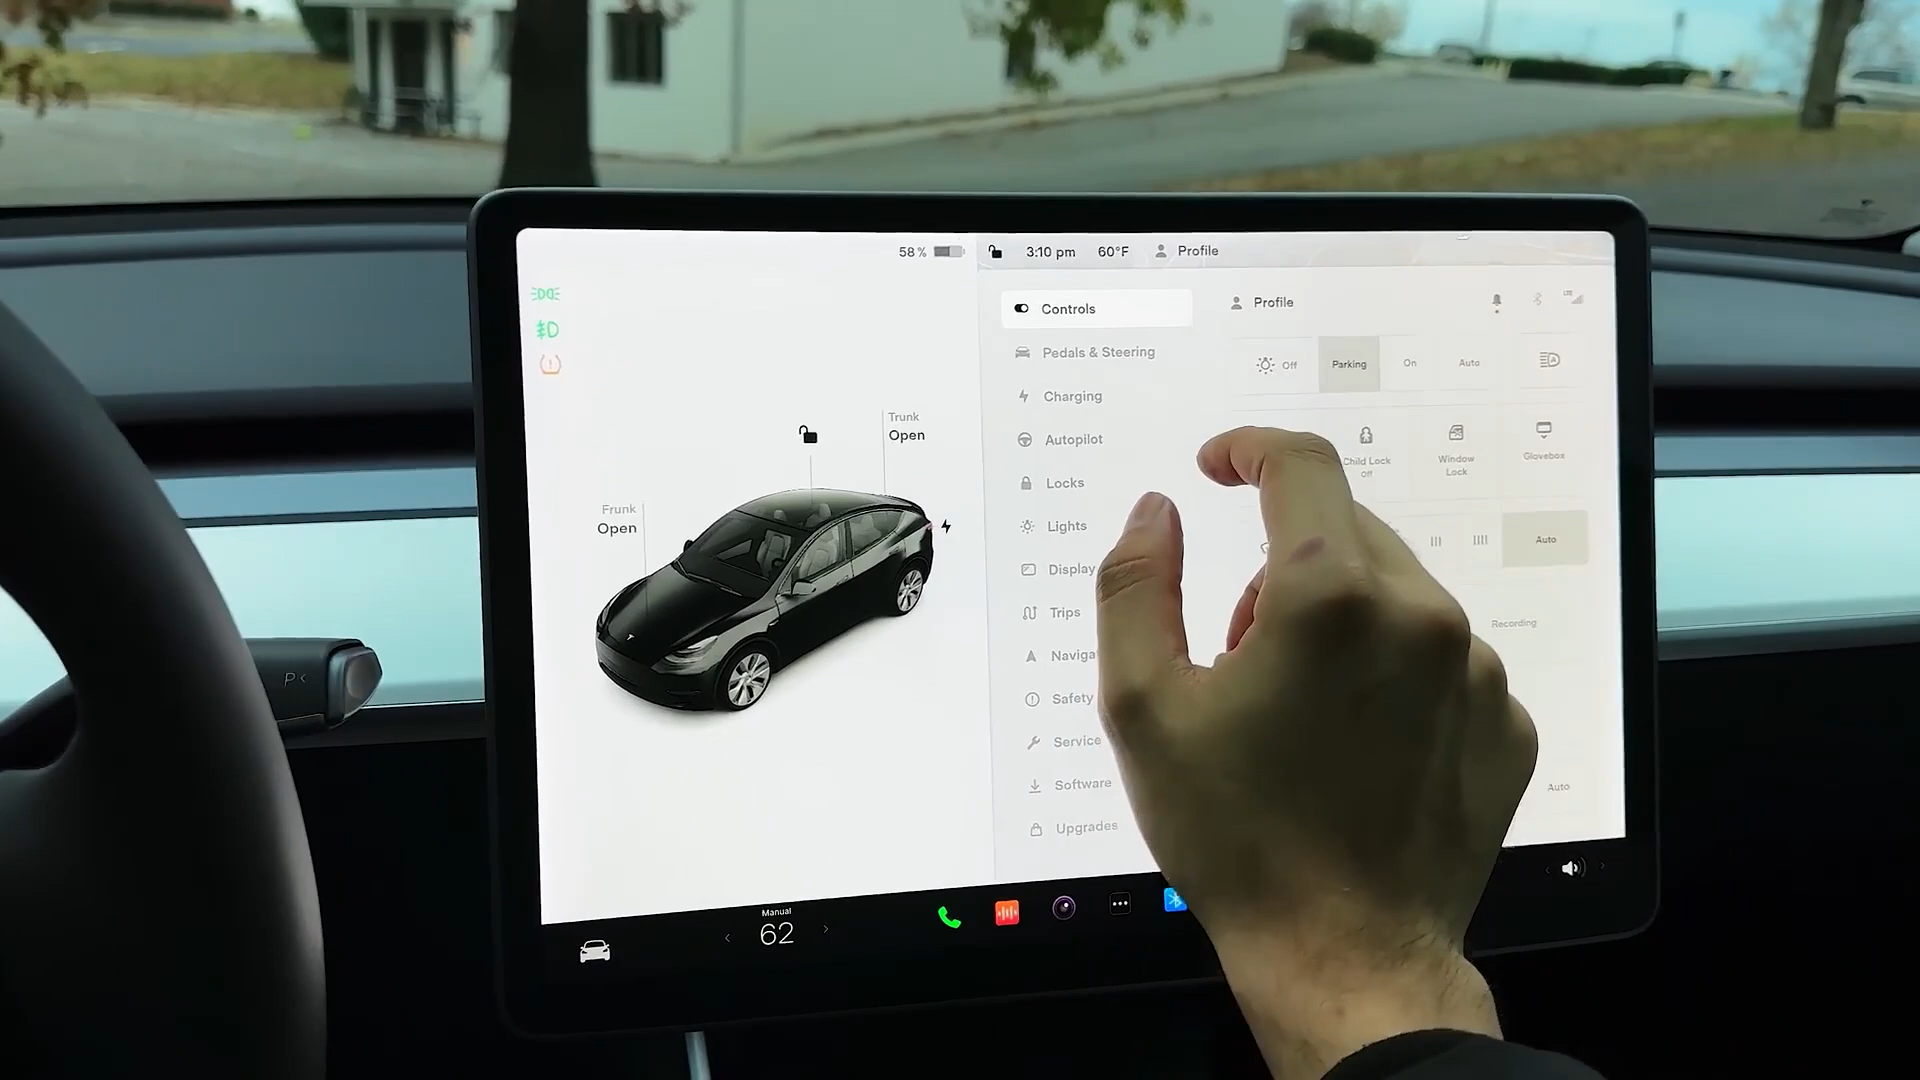 58 %
3:10 pm
60°F
Profile
Controls
Pedals & Steering
Charging
Autopilot
Locks
Lights
Display
Trips
Naviga
Safety
Service
Software
Upgrades
Profile
LTE
Off
Parking
On
Auto
Child Lock
Off
Window
Lock
Glovebox
Auto
Recording
Auto
Trunk
Open
Frunk
Open
P
Manual
62